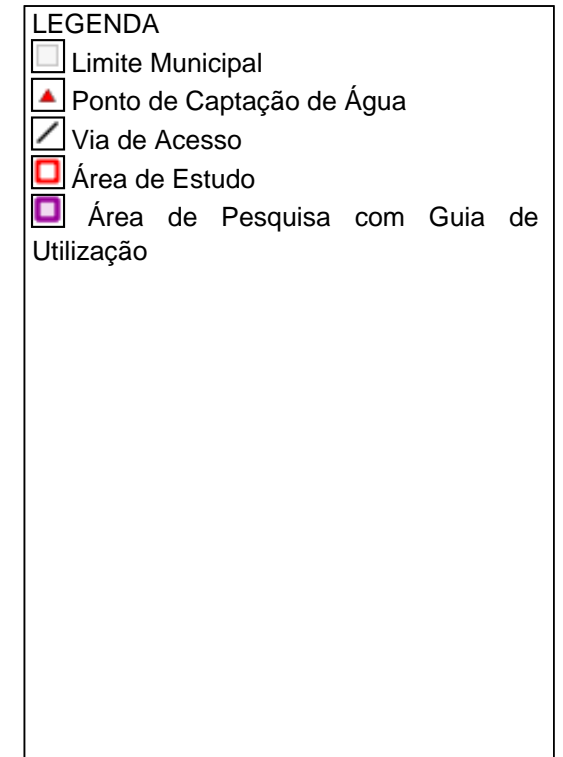 LEGENDA
Limite Municipal
Ponto de Captação de Água
Via de Acesso
Área de Estudo
Área de Pesquisa com Guia de
Utilização